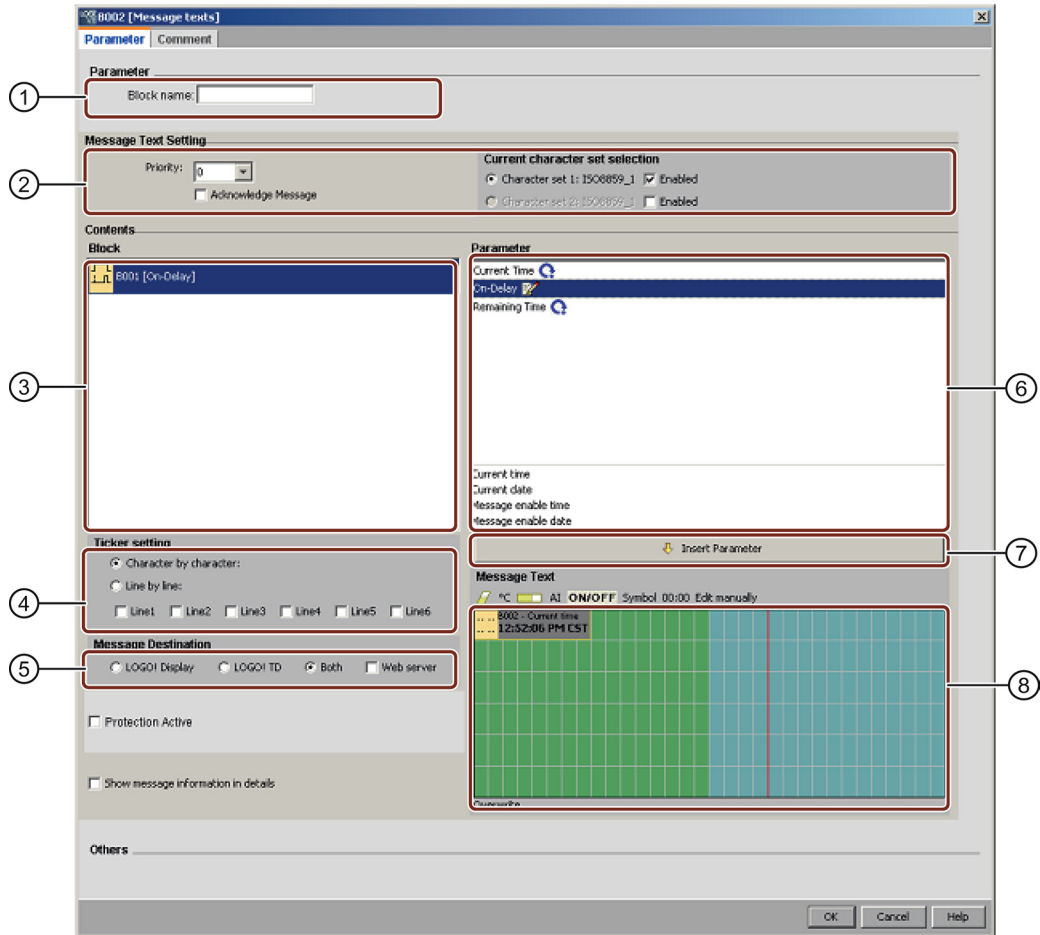 B002 [Message texts]
Parameter Comment
Parameter
1 Block name:
Message Text Setting
2 Priority: 0
Acknowledge Message
Current character set selection
Character set 1: ISO8859_1 Enabled
Character set 2: ISO8859_1 Enabled
Contents
Block
3 B001 [On-Delay]
Parameter
Current Time
On-Delay
Remaining Time
6
Current time
Current date
Message enable time
Message enable date
Ticker setting
4 Character by character:
Line by line:
Line1 Line2 Line3 Line4 Line5 Line6
Insert Parameter 7
Message Destination
5 LOGO! Display LOGO! TD Both Web server
Protection Active
Show message information in details
Message Text
°C AI ON/OFF Symbol 00:00 Edit manually
B002 - Current time
12:52:06 PM CST
8
Overwrite
Others
OK Cancel Help